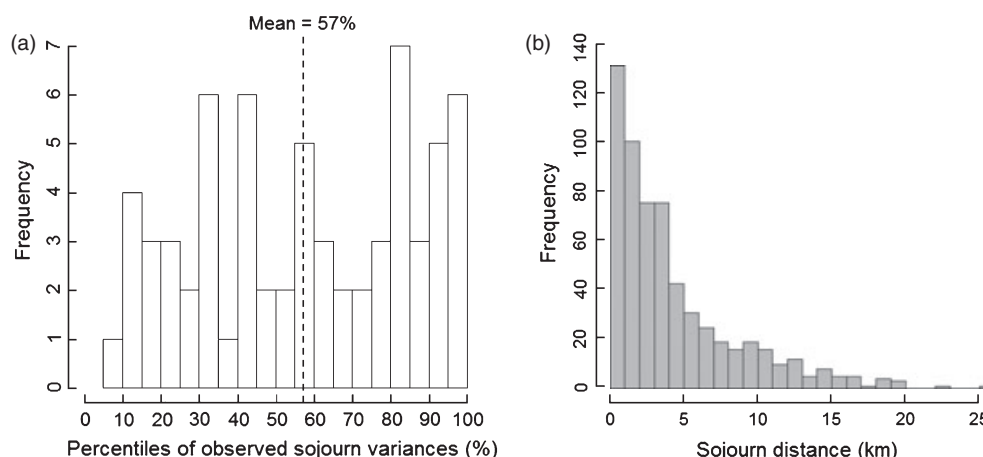 Mean = 57%
(a)
Frequency
7
6
5
4
3
2
1
0
0 10 20 30 40 50 60 70 80 90 100
Percentiles of observed sojourn variances (%)
(b)
Frequency
140
120
100
80
60
40
20
0
0 5 10 15 20 25
Sojourn distance (km)